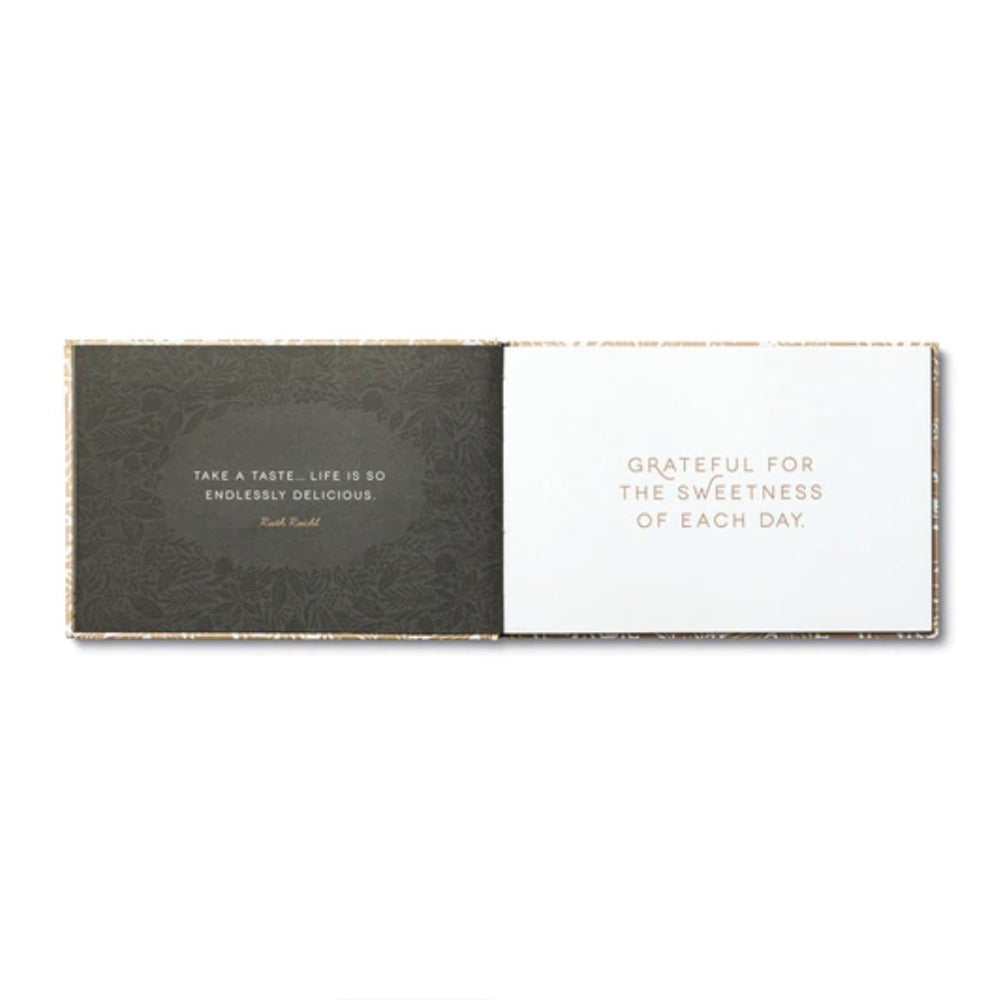 TAKE A TASTE... LIFE IS SO
ENDLESSLY DELICIOUS.
Ruth Reichl
GRATEFUL FOR
THE SWEETNESS
OF EACH DAY.